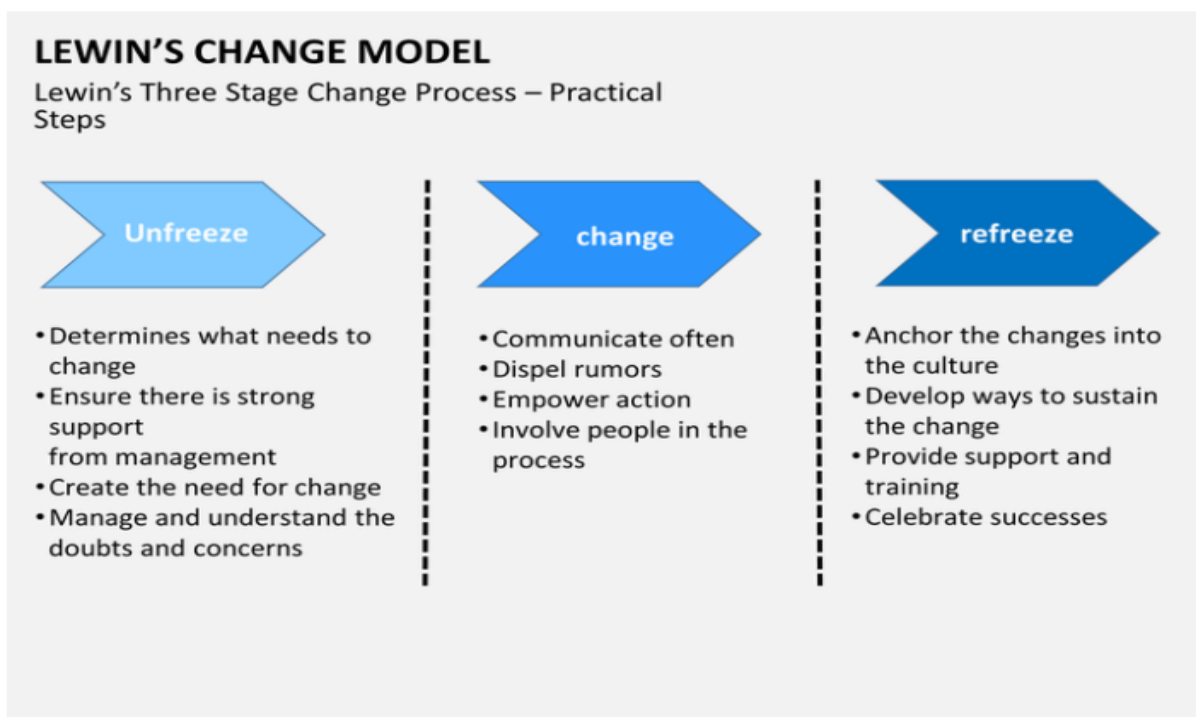 LEWIN'S CHANGE MODEL
Lewin's Three Stage Change Process – Practical
Steps
Unfreeze
•Determines what needs to
change
•Ensure there is strong
support
from management
•Create the need for change
•Manage and understand the
doubts and concerns
change
•Communicate often
•Dispel rumors
•Empower action
•Involve people in the
process
refreeze
•Anchor the changes into
the culture
•Develop ways to sustain
the change
•Provide support and
training
•Celebrate successes